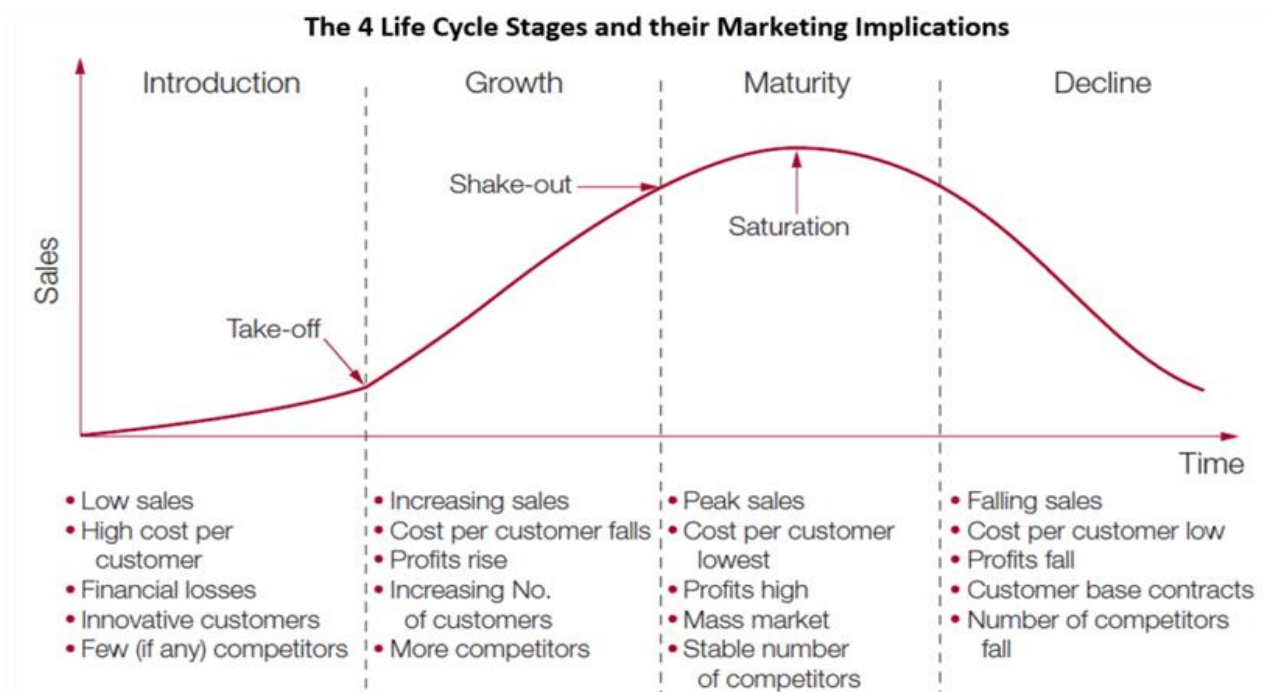 The 4 Life Cycle Stages and their Marketing Implications
Introduction
Growth
Maturity
Decline
Shake-out
Saturation
Take-off
Sales
Time
• Low sales
• High cost per
customer
• Financial losses
• Innovative customers
• Few (if any) competitors
• Increasing sales
• Cost per customer falls
• Profits rise
• Increasing No.
of customers
• More competitors
• Peak sales
• Cost per customer
lowest
• Profits high
• Mass market
• Stable number
of competitors
• Falling sales
• Cost per customer low
• Profits fall
• Customer base contracts
• Number of competitors
fall